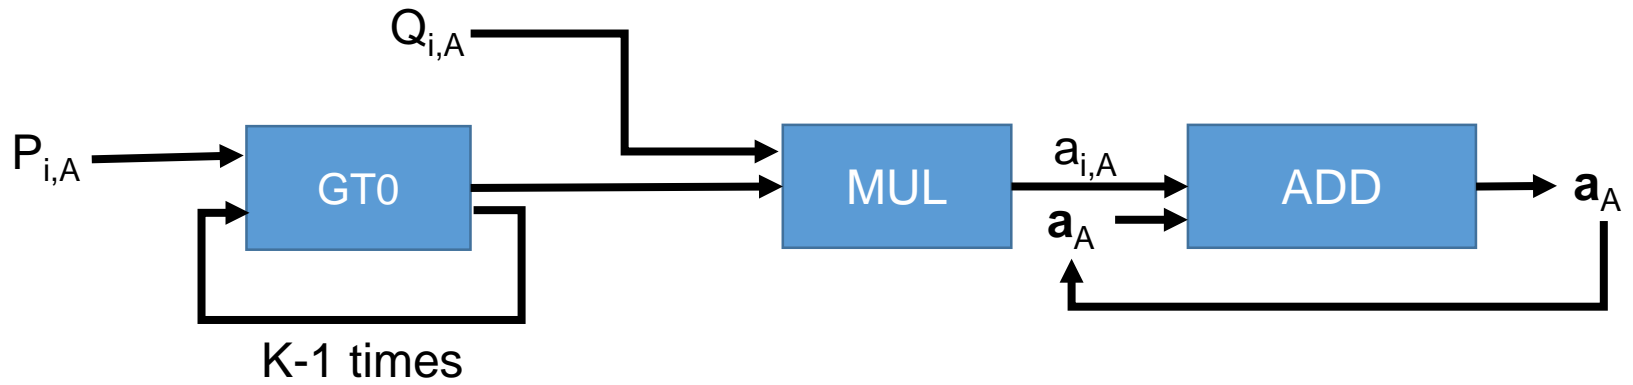 Q_{i,A}
P_{i,A}
GT0
MUL
a_{i,A}
ADD
a_A
a_A
K-1 times